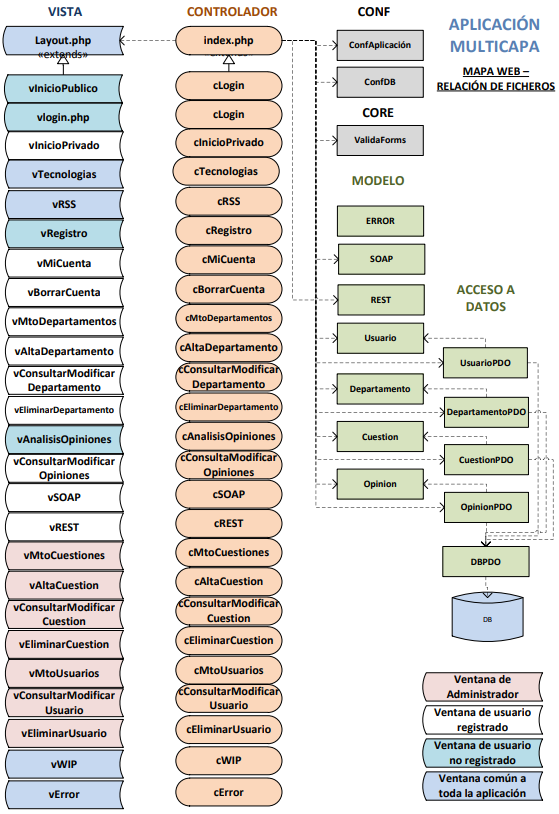 VISTA
Layout.php
«extends»
vInicioPublico
vlogin.php
vInicioPrivado
vTecnologias
vRSS
vRegistro
vMiCuenta
vBorrarCuenta
vMtoDepartamentos
vAltaDepartamento
vConsultarModificar
Departamento
vEliminarDepartamento
vAnalisisOpiniones
vConsultarModificar
Opiniones
vSOAP
vREST
vMtoCuestiones
vAltaCuestion
vConsultarModificar
Cuestion
vEliminarCuestion
vMtoUsuarios
vConsultarModificar
Usuario
vEliminarUsuario
vWIP
vError
CONTROLADOR
index.php
«extends»
cLogin
cLogin
cInicioPrivado
cTecnologias
cRSS
cRegistro
cMiCuenta
cBorrarCuenta
cMtoDepartamentos
cAltaDepartamento
cConsultarModificar
Departamento
cEliminarDepartamento
cAnalisisOpiniones
cConsultaModificar
Opiniones
cSOAP
cREST
cMtoCuestiones
cAltaCuestion
cConsultarModificar
Cuestion
cEliminarCuestion
cMtoUsuarios
cConsultarModificar
Usuario
cEliminarUsuario
cWIP
cError
CONF
ConfAplicación
ConfDB
CORE
ValidaForms
MODELO
ERROR
SOAP
REST
Usuario
Departamento
Cuestion
Opinion
APLICACIÓN
MULTICAPA
MAPA WEB –
RELACIÓN DE FICHEROS
ACCESO A
DATOS
UsuarioPDO
DepartamentoPDO
CuestionPDO
OpinionPDO
DBPDO
DB
Ventana de
Administrador
Ventana de usuario
registrado
Ventana de usuario
no registrado
Ventana común a
toda la aplicación